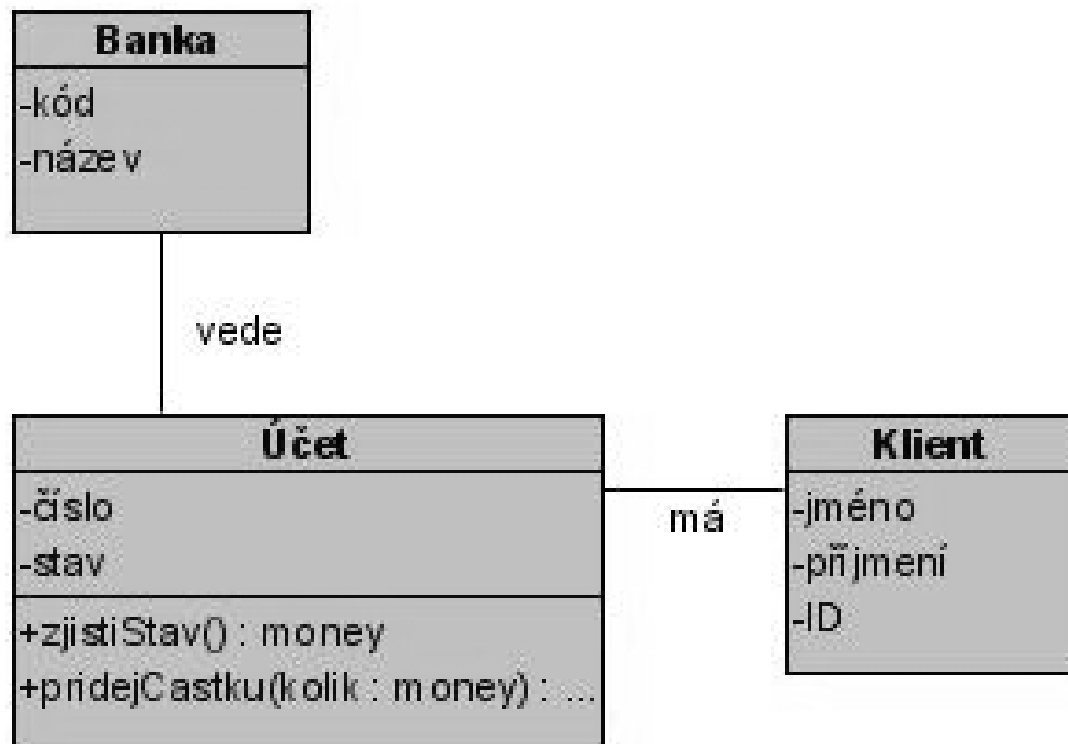 Banka
-kód
-název
vede
Účet
-číslo
-stav
+zjistiStav() : money
+pridejCastku(kolik : money) : ...
má
Klient
-jméno
-příjmení
-ID